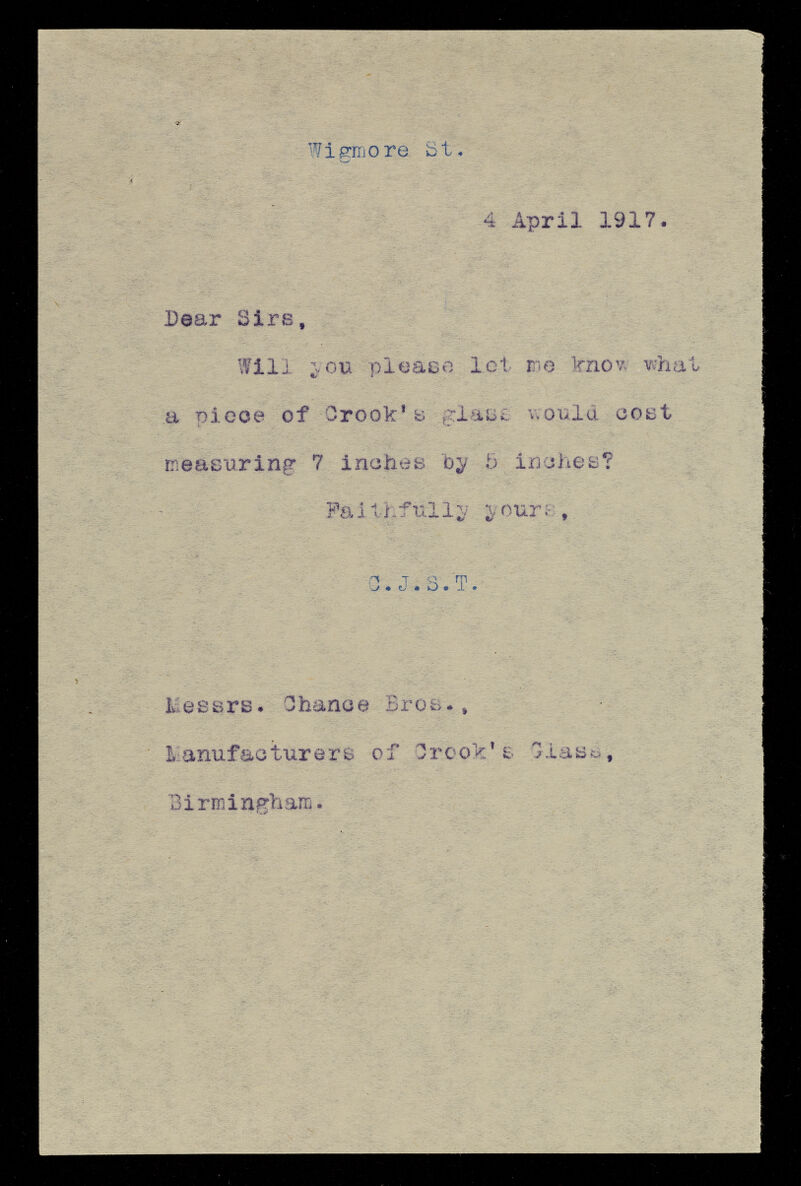 Wigmore St.
4 April 1917.
Dear Sirs,
Will you please let me know what
a piece of Crook's glass would cost
measuring 7 inches by 5 inches?
Faithfully yours,
C.J.S.T.
Messrs. Chance Bros.,
Manufacturers of Crook's Glass,
Birmingham.